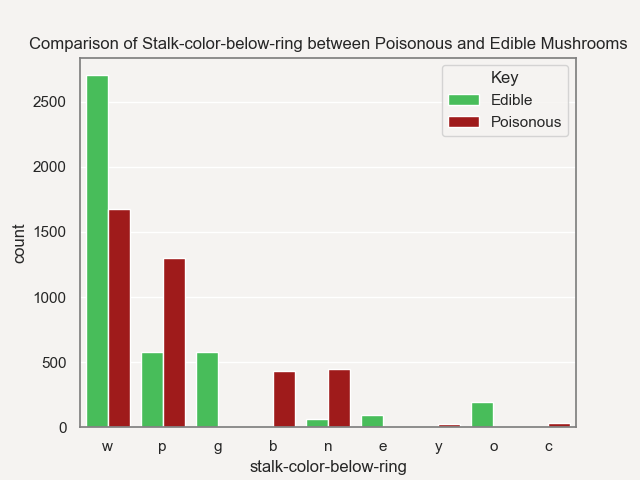 Comparison of Stalk-color-below-ring between Poisonous and Edible Mushrooms
Key
Edible
Poisonous
2500
2000
1500
1000
500
0
count
w p g b n e y o c
stalk-color-below-ring